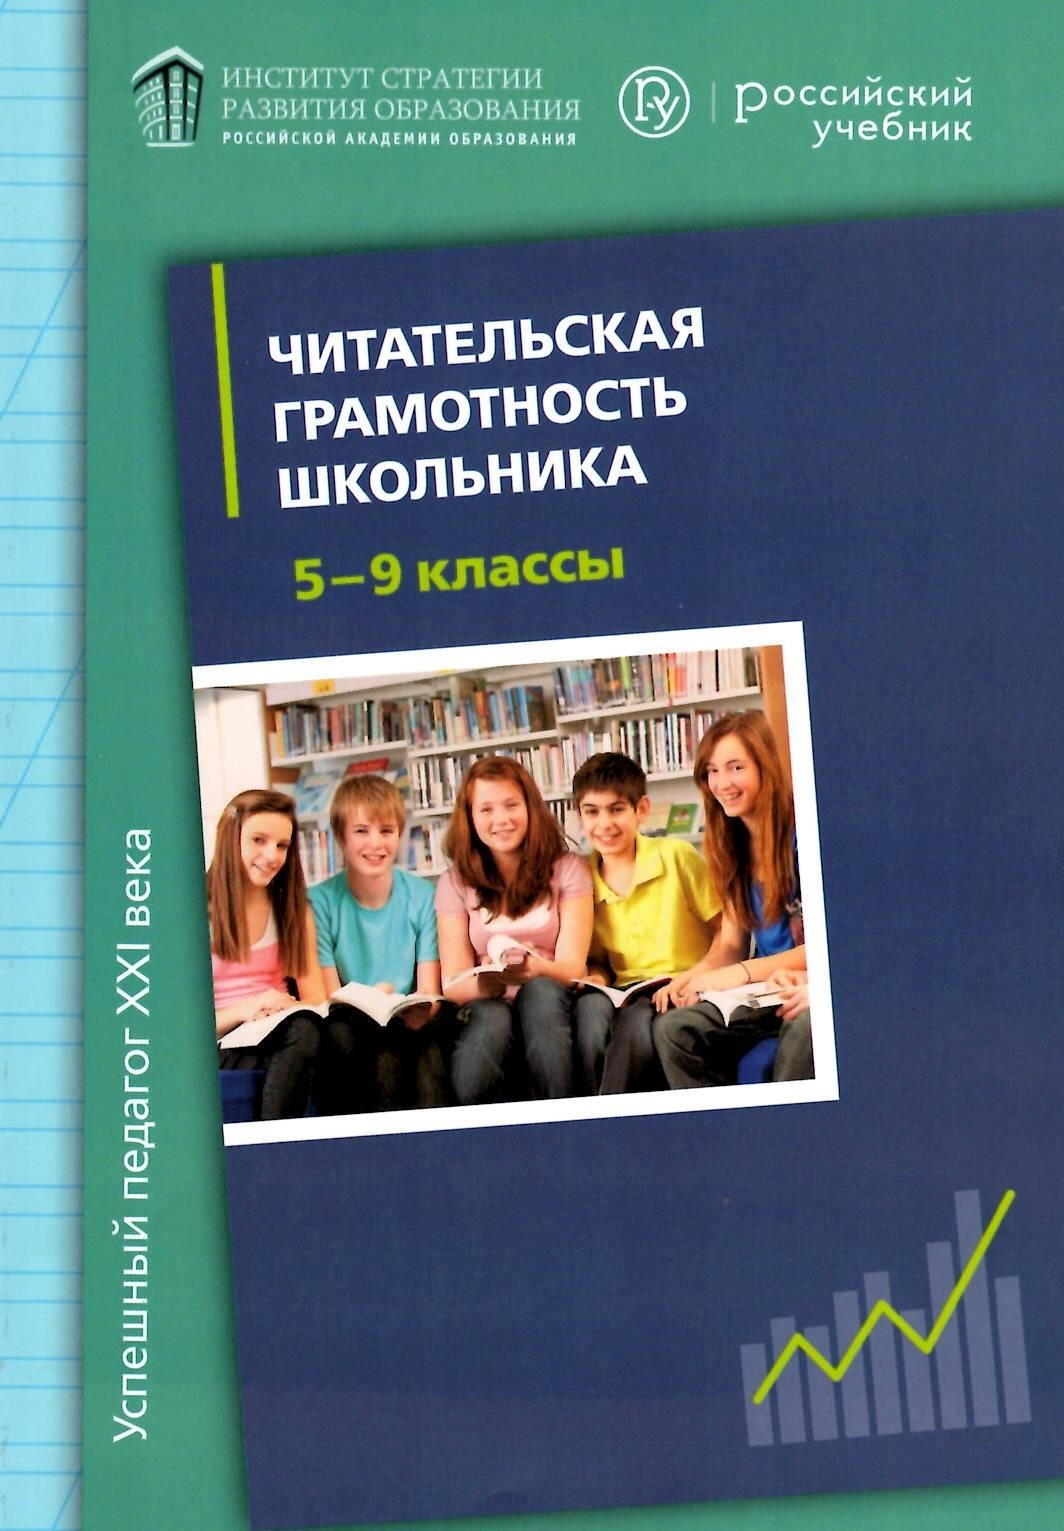 ИНСТИТУТ СТРАТЕГИИ
РАЗВИТИЯ ОБРАЗОВАНИЯ
РОССИЙСКОЙ АКАДЕМИИ ОБРАЗОВАНИЯ
РУ
российский
учебник
ЧИТАТЕЛЬСКАЯ
ГРАМОТНОСТЬ
ШКОЛЬНИКА
5–9 классы
Успешный педагог XXI века